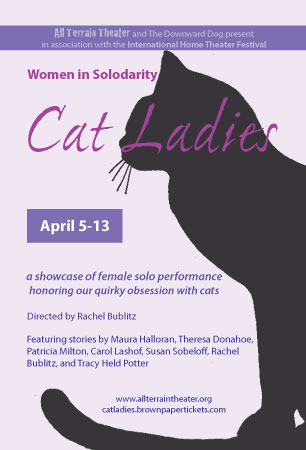 All Terrain Theater and The Downward Dog present
in association with the International Home Theater Festival
Women in Solodarity
Cat Ladies
April 5-13
a showcase of female solo performance
honoring our quirky obsession with cats
Directed by Rachel Bublitz
Featuring stories by Maura Halloran, Theresa Donahoe,
Patricia Milton, Carol Lashof, Susan Sobeloff, Rachel
Bublitz, and Tracy Held Potter
www.allterraintheater.org
catladies.brownpapertickets.com